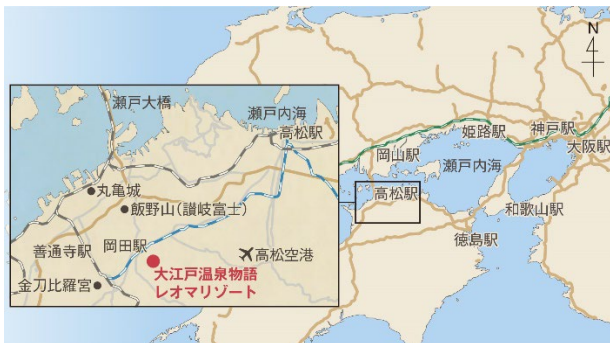 N
瀬戸大橋
瀬戸内海
高松駅
丸亀城
飯野山(讃岐富士)
善通寺駅
岡田駅
高松空港
金刀比羅宮
大江戸温泉物語
レオマリゾート
姫路駅
神戸駅
大阪駅
岡山駅
瀬戸内海
高松駅
和歌山駅
徳島駅